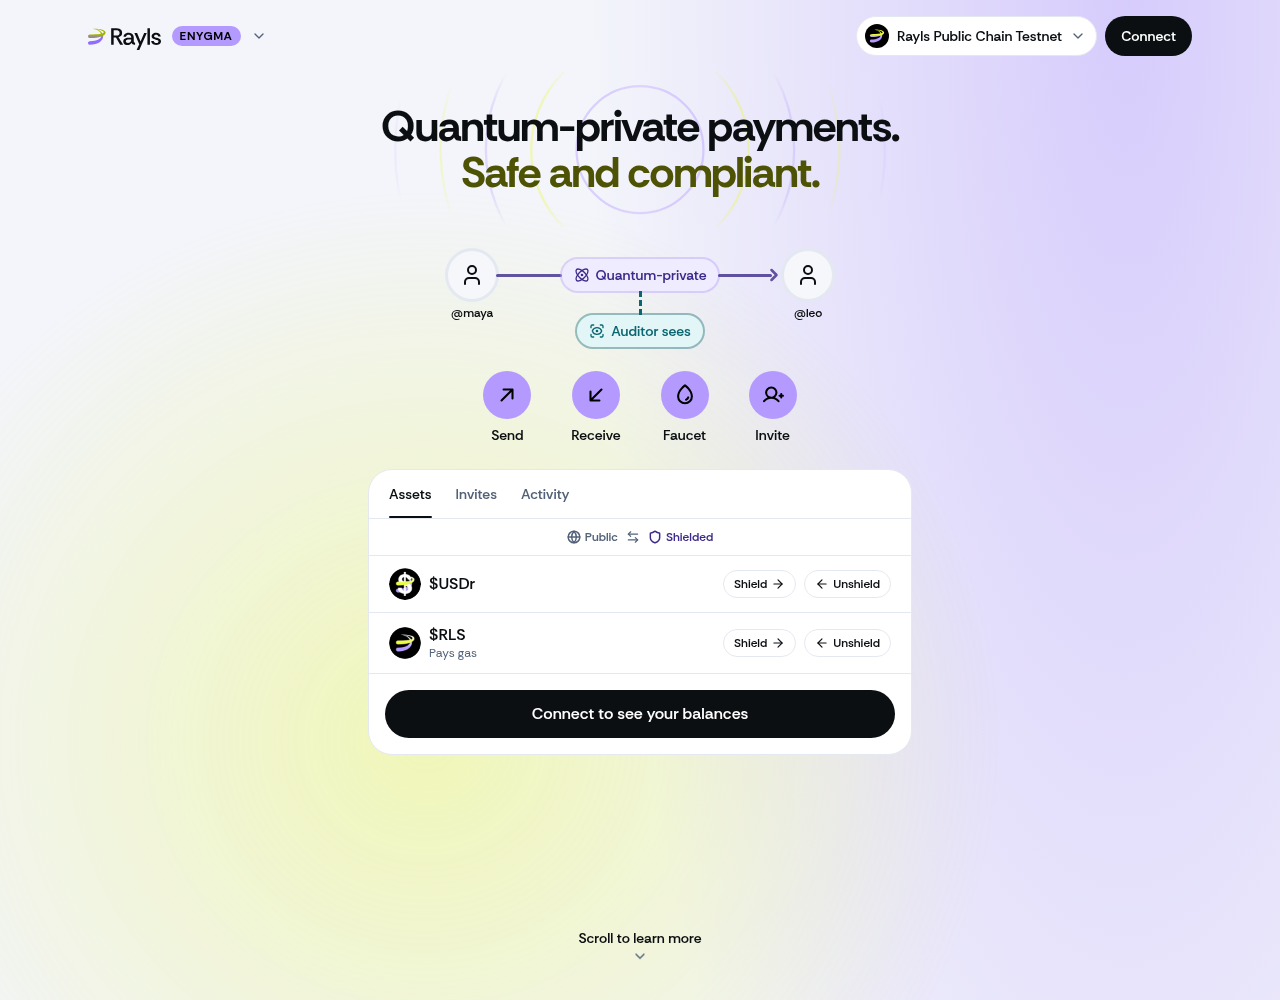 Rayls ENYGMA
Rayls Public Chain Testnet
Connect
Quantum-private payments.
Safe and compliant.
Quantum-private
@maya
@leo
Auditor sees
Send
Receive
Faucet
Invite
Assets
Invites
Activity
Public
Shielded
$USDr
Shield
Unshield
$RLS
Pays gas
Shield
Unshield
Connect to see your balances
Scroll to learn more